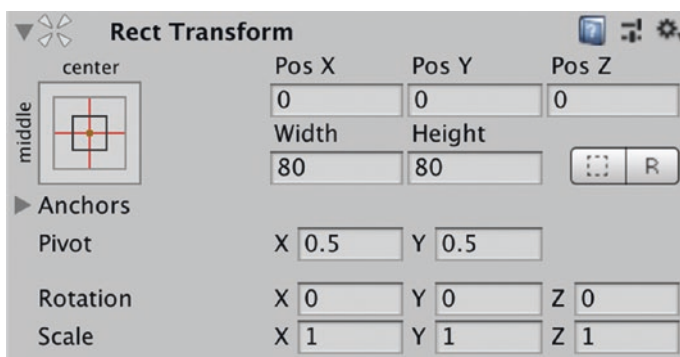 Rect Transform
center Pos X Pos Y Pos Z
middle
0 0 0
Width Height
80 80 R
Anchors
Pivot X 0.5 Y 0.5
Rotation X 0 Y 0 Z 0
Scale X 1 Y 1 Z 1